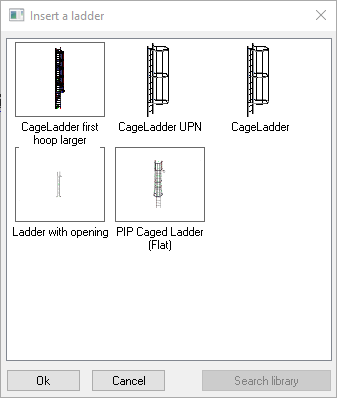 Insert a ladder
CageLadder first
hoop larger
CageLadder UPN
CageLadder
Ladder with opening
PIP Caged Ladder
(Flat)
Ok
Cancel
Search library